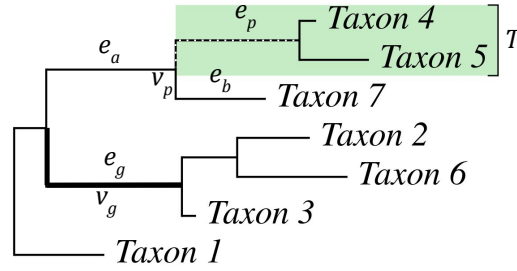 e_p
Taxon 4
T
e_a
Taxon 5
v_p
e_b
Taxon 7
Taxon 2
e_g
Taxon 6
v_g
Taxon 3
Taxon 1